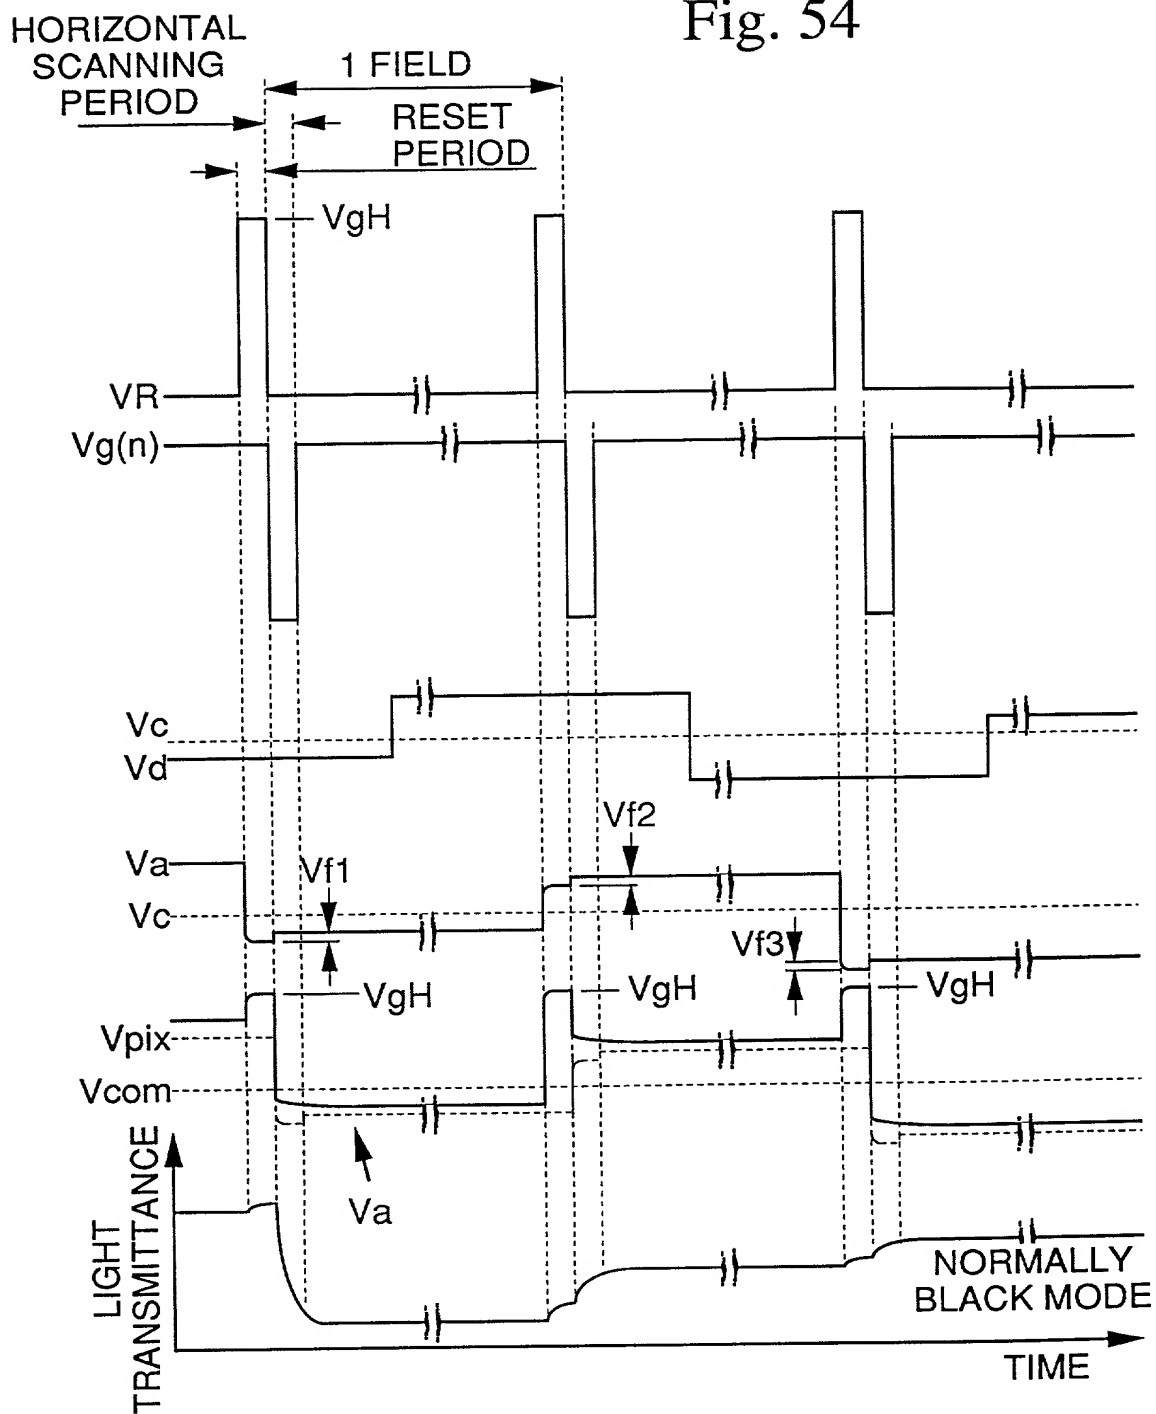 Fig. 54
HORIZONTAL
SCANNING
PERIOD
1 FIELD
RESET
PERIOD
VgH
VR
Vg(n)
Vc
Vd
Vf2
Va
Vf1
Vc
Vf3
VgH
VgH
VgH
Vpix
Vcom
Va
LIGHT
TRANSMITTANCE
NORMALLY
BLACK MODE
TIME